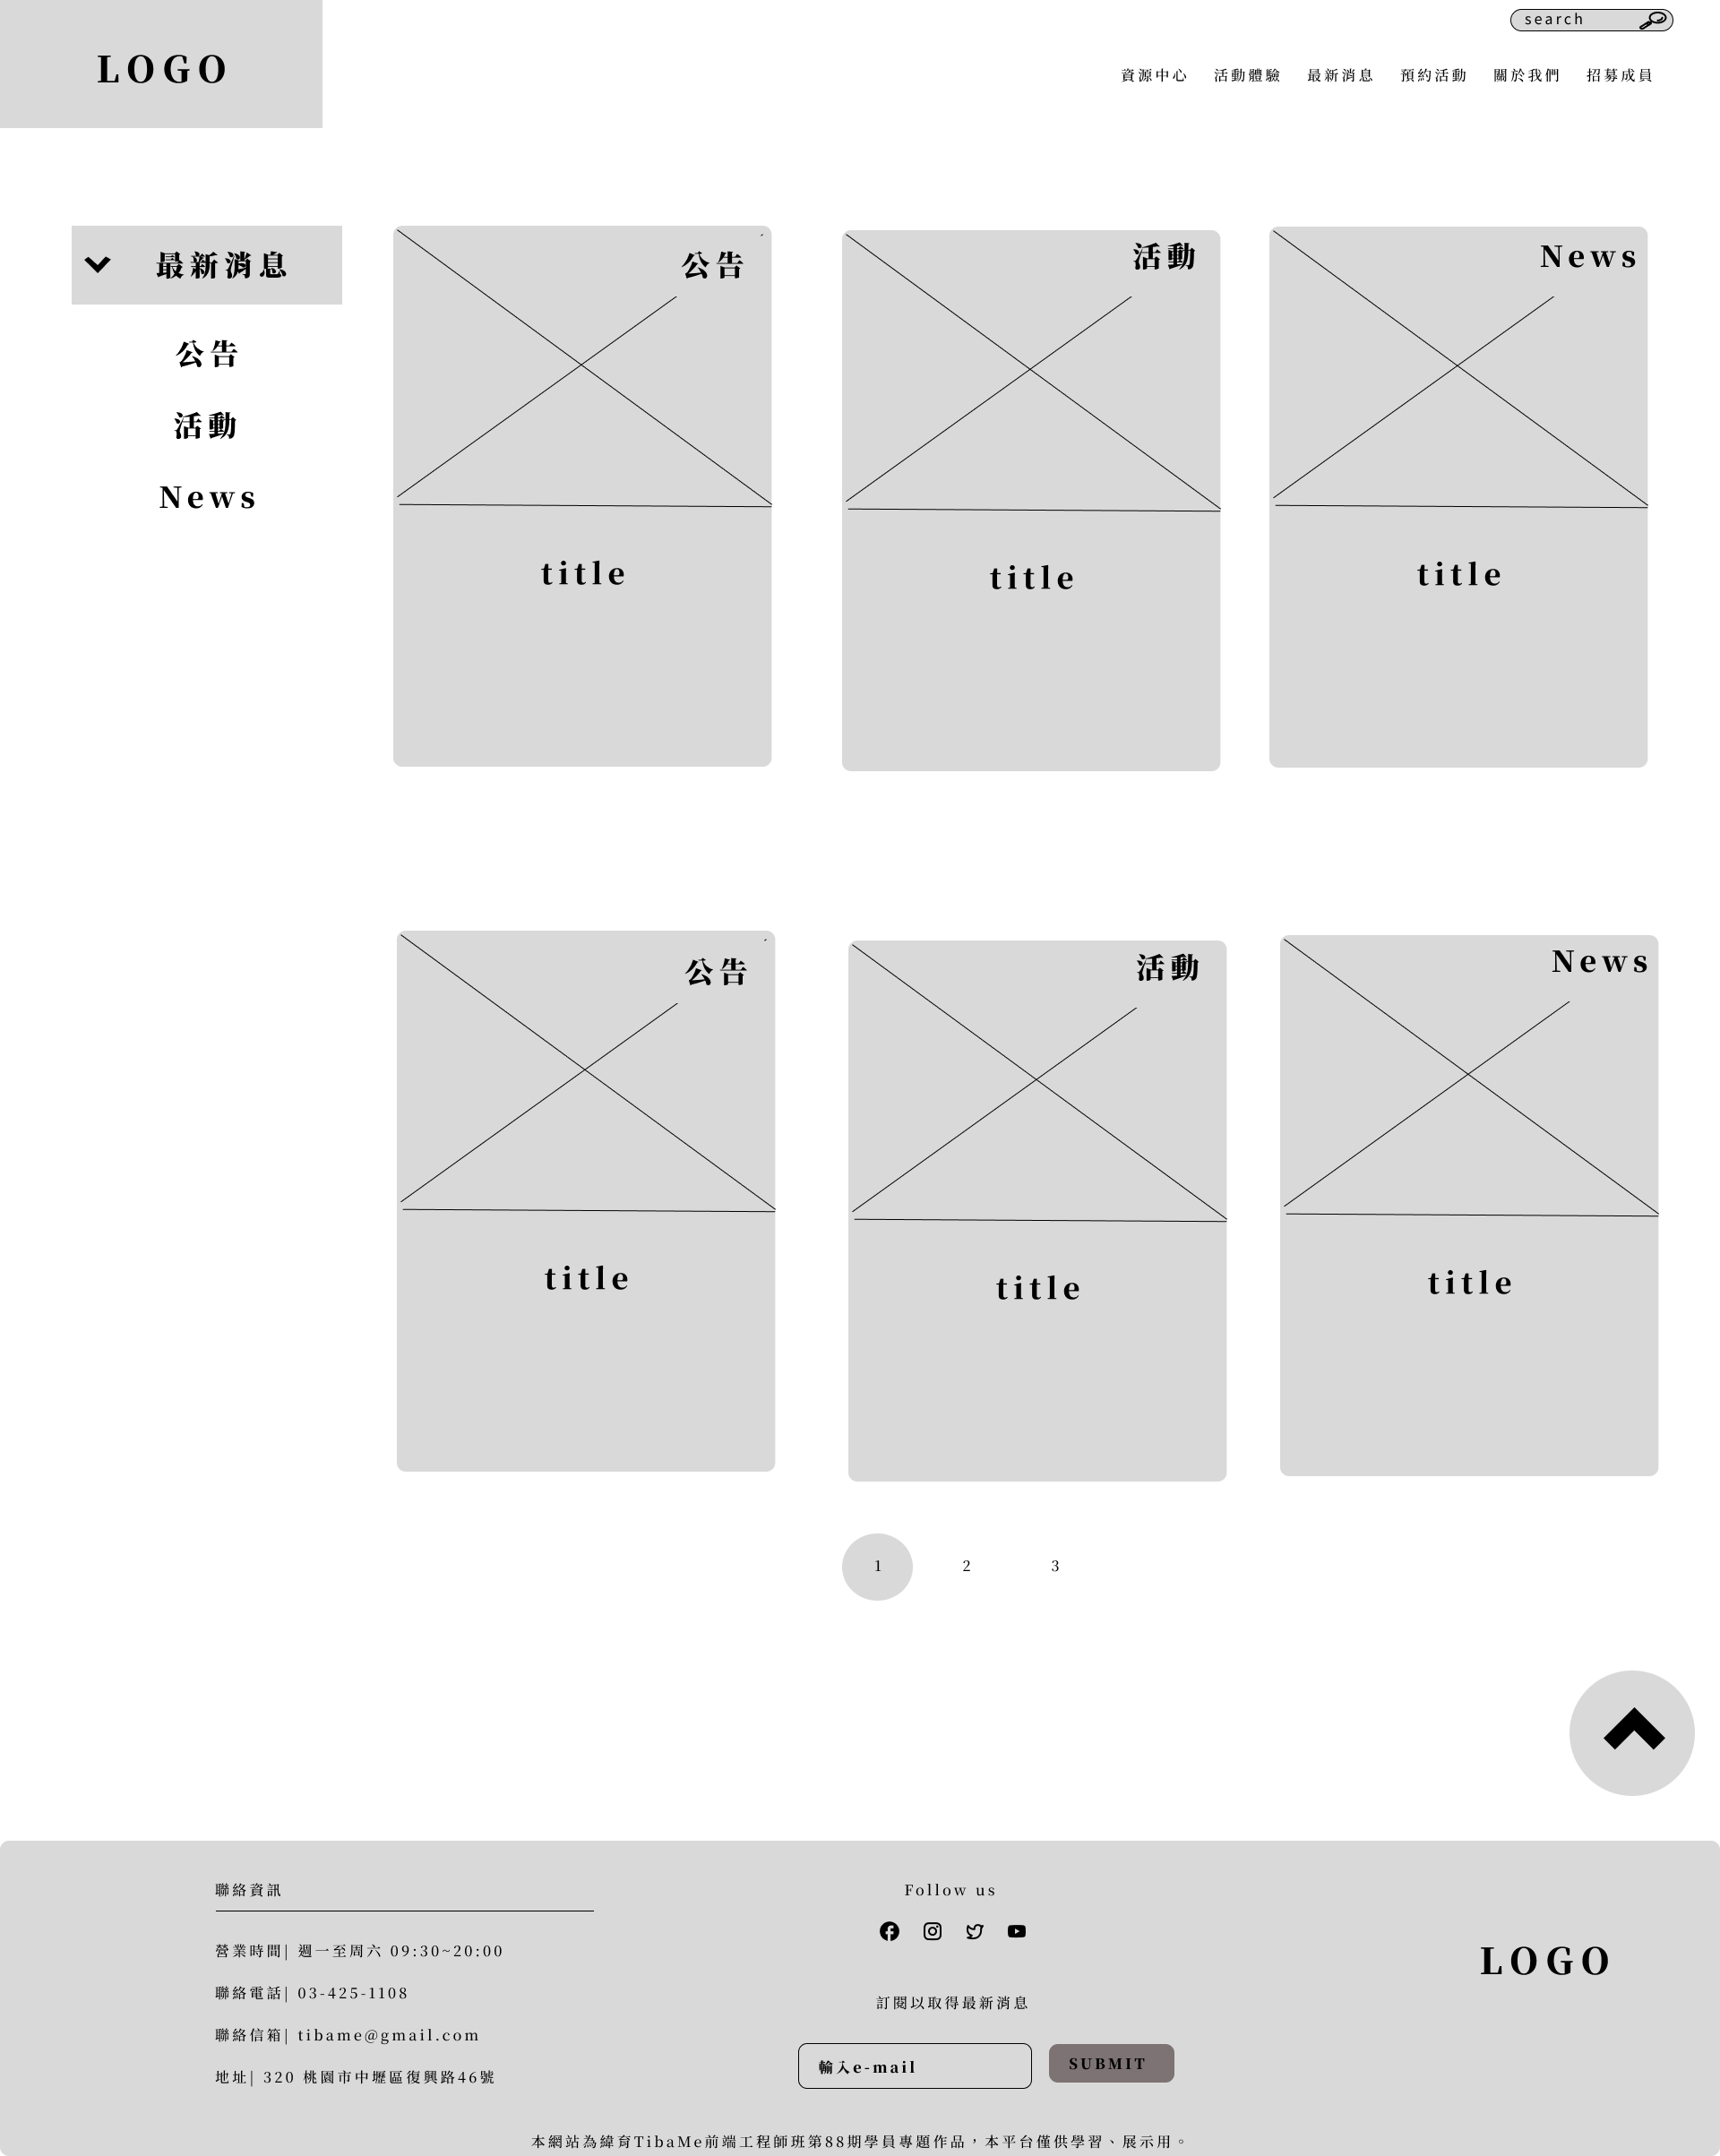 search
LOGO
資源中心 活動體驗 最新消息 預約活動 關於我們 招募成員
最新消息
公告
活動
News
公告
title
活動
title
News
title
公告
title
活動
title
News
title
1 2 3
聯絡資訊
營業時間| 週一至周六 09:30~20:00
聯絡電話| 03-425-1108
聯絡信箱| tibame@gmail.com
地址| 320 桃園市中壢區復興路46號
Follow us
訂閱以取得最新消息
輸入e-mail
SUBMIT
LOGO
本網站為緯育TibaMe前端工程師班第88期學員專題作品，本平台僅供學習、展示用。